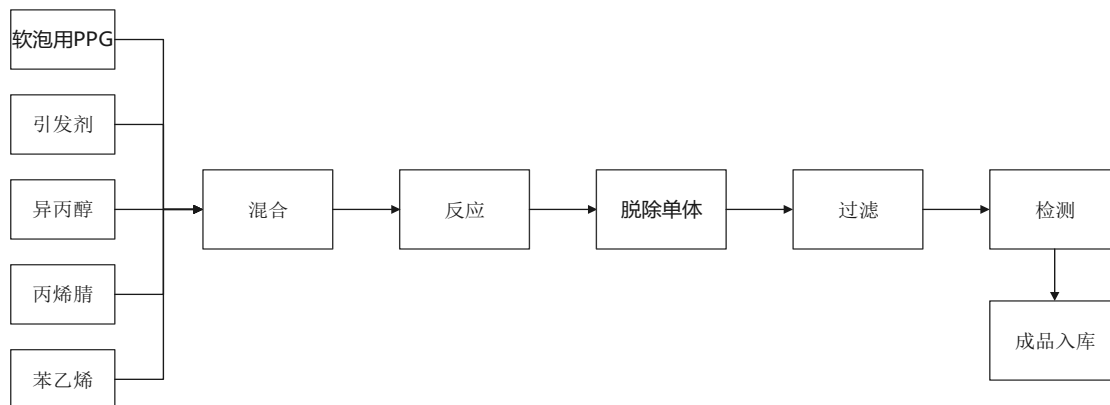 软泡用PPG
引发剂
异丙醇
丙烯腈
苯乙烯
混合
反应
脱除单体
过滤
检测
成品入库